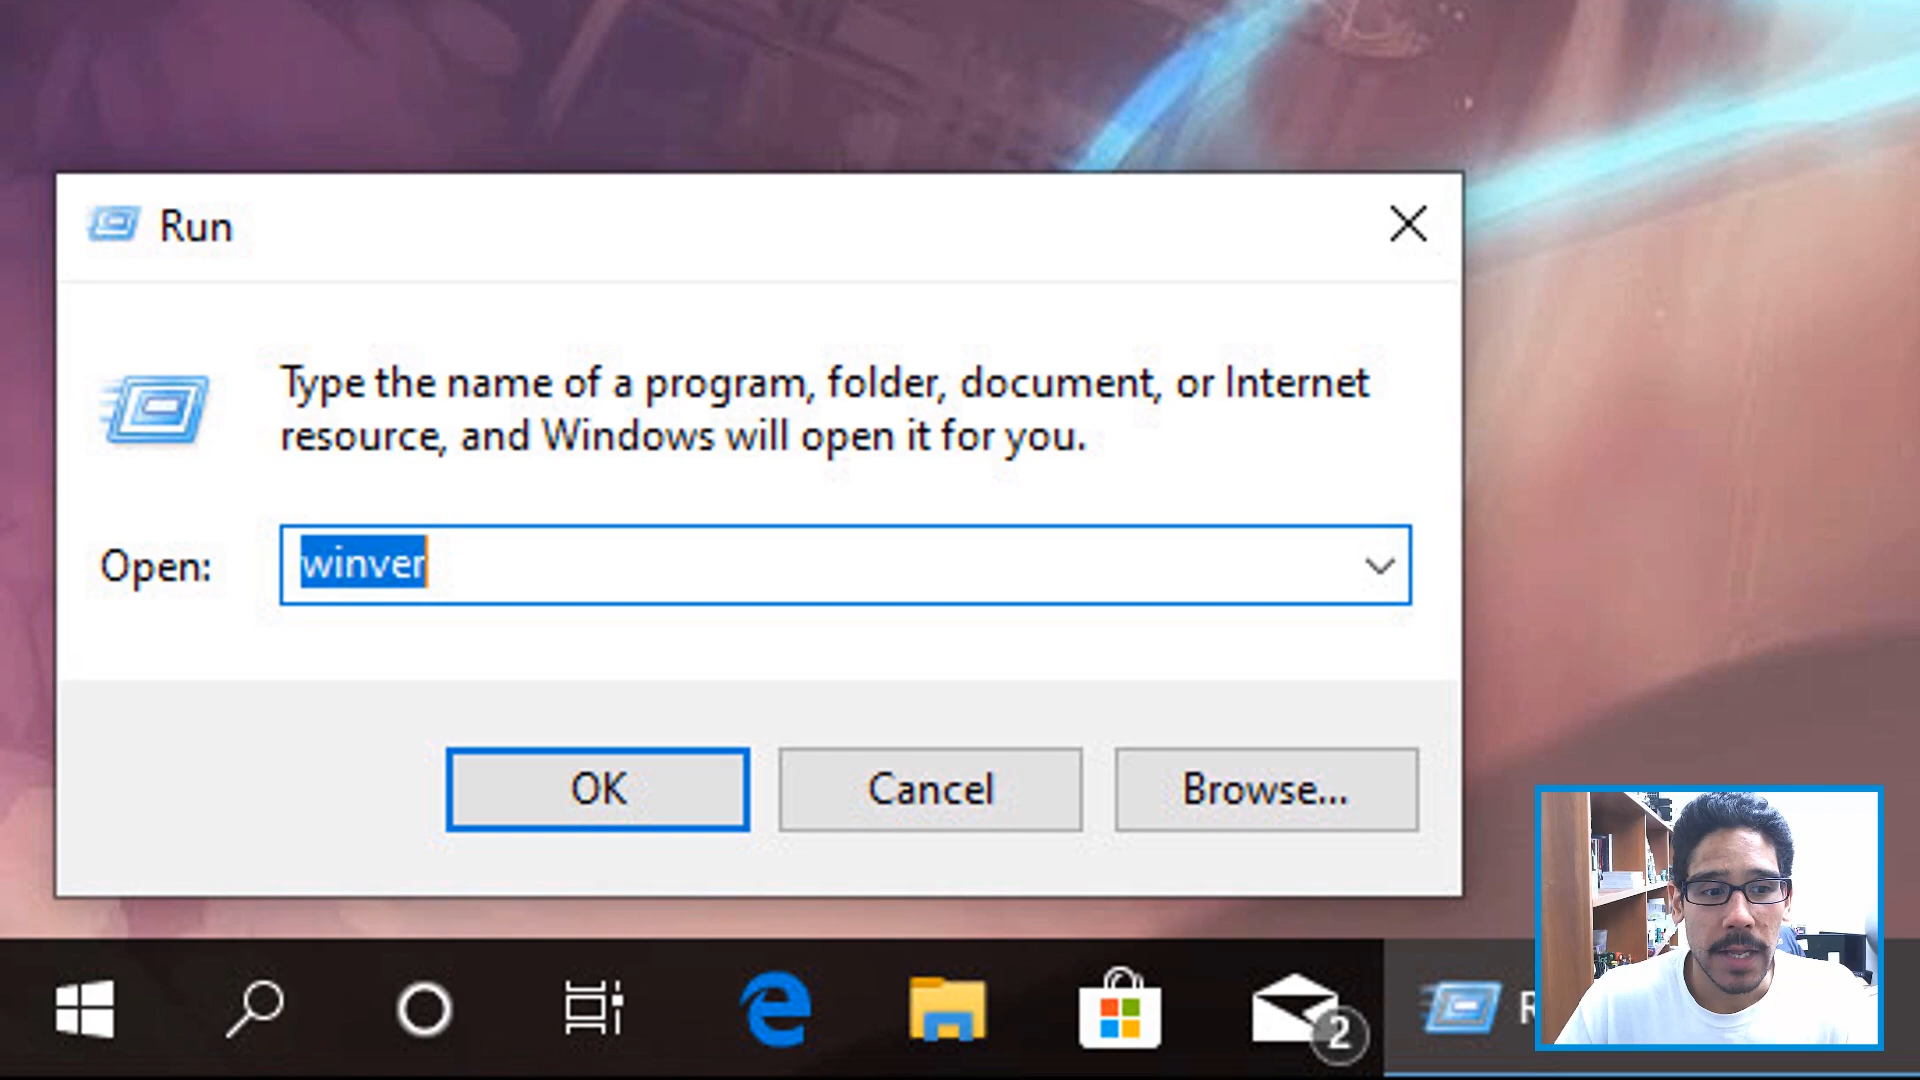 Run
Type the name of a program, folder, document, or Internet
resource, and Windows will open it for you.
Open:
winver
OK
Cancel
Browse...
2
R